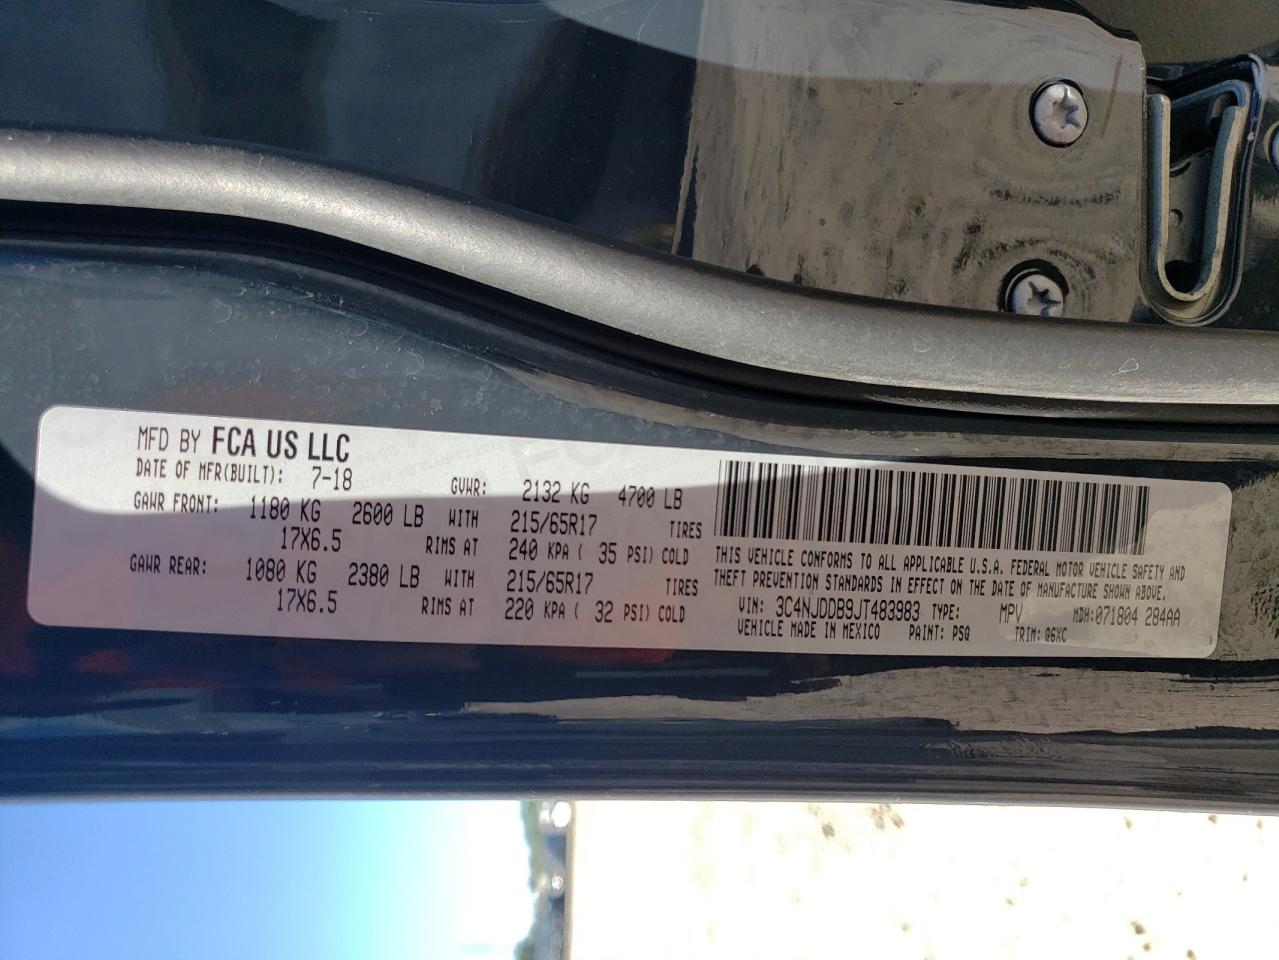 MFD BY FCA US LLC
DATE OF MFR(BUILT): 7-18 GVWR: 2132 KG 4700 LB
GAWR FRONT: 1180 KG 2600 LB WITH 215/65R17 TIRES
17X6.5 RIMS AT 240 KPA ( 35 PSI) COLD
GAWR REAR: 1080 KG 2380 LB WITH 215/65R17 TIRES
17X6.5 RIMS AT 220 KPA ( 32 PSI) COLD
THIS VEHICLE CONFORMS TO ALL APPLICABLE U.S.A. FEDERAL MOTOR VEHICLE SAFETY AND
THEFT PREVENTION STANDARDS IN EFFECT ON THE DATE OF MANUFACTURE SHOWN ABOVE.
VIN: 3C4NJDDB9JT483983 TYPE: MPV MDH:071804 284AA
VEHICLE MADE IN MEXICO PAINT: PSQ TRIM: Q6XC